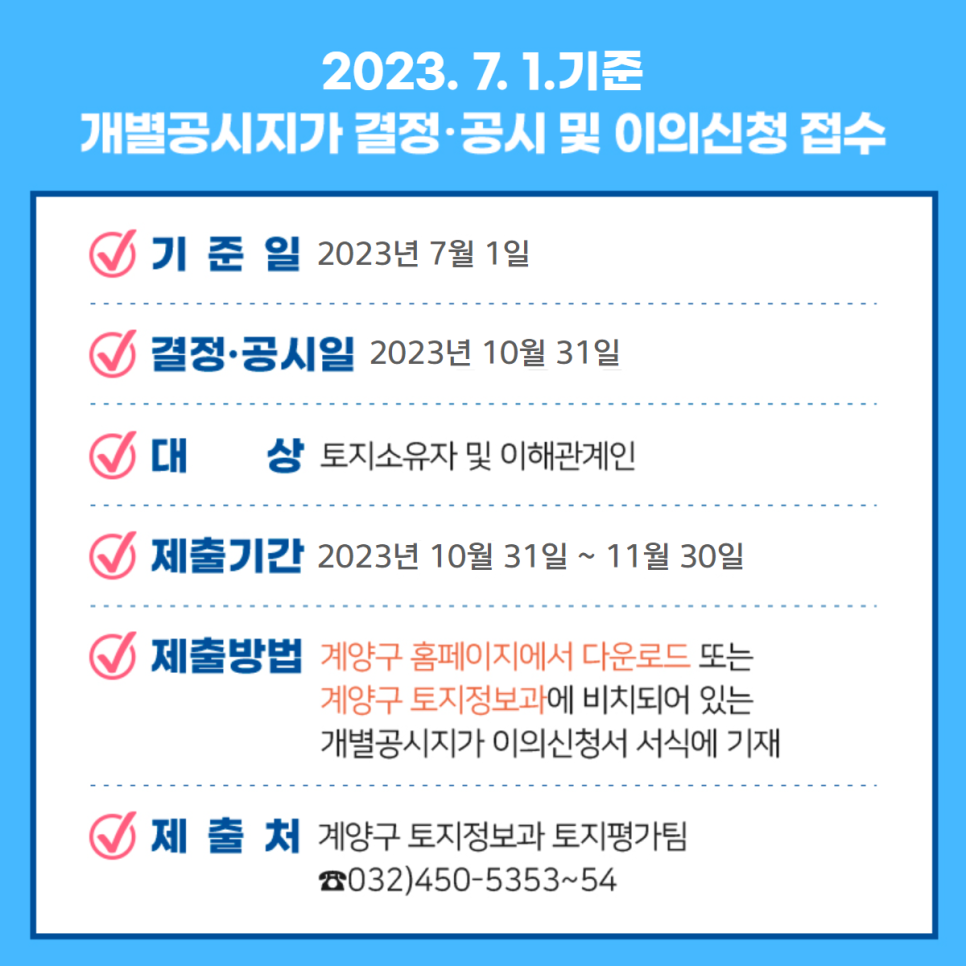 2023. 7. 1.기준
개별공시지가 결정·공시 및 이의신청 접수
기 준 일 2023년 7월 1일
결정·공시일 2023년 10월 31일
대 상 토지소유자 및 이해관계인
제출기간 2023년 10월 31일 ~ 11월 30일
제출방법 계양구 홈페이지에서 다운로드 또는
계양구 토지정보과에 비치되어 있는
개별공시지가 이의신청서 서식에 기재
제 출 처 계양구 토지정보과 토지평가팀
☎032)450-5353~54